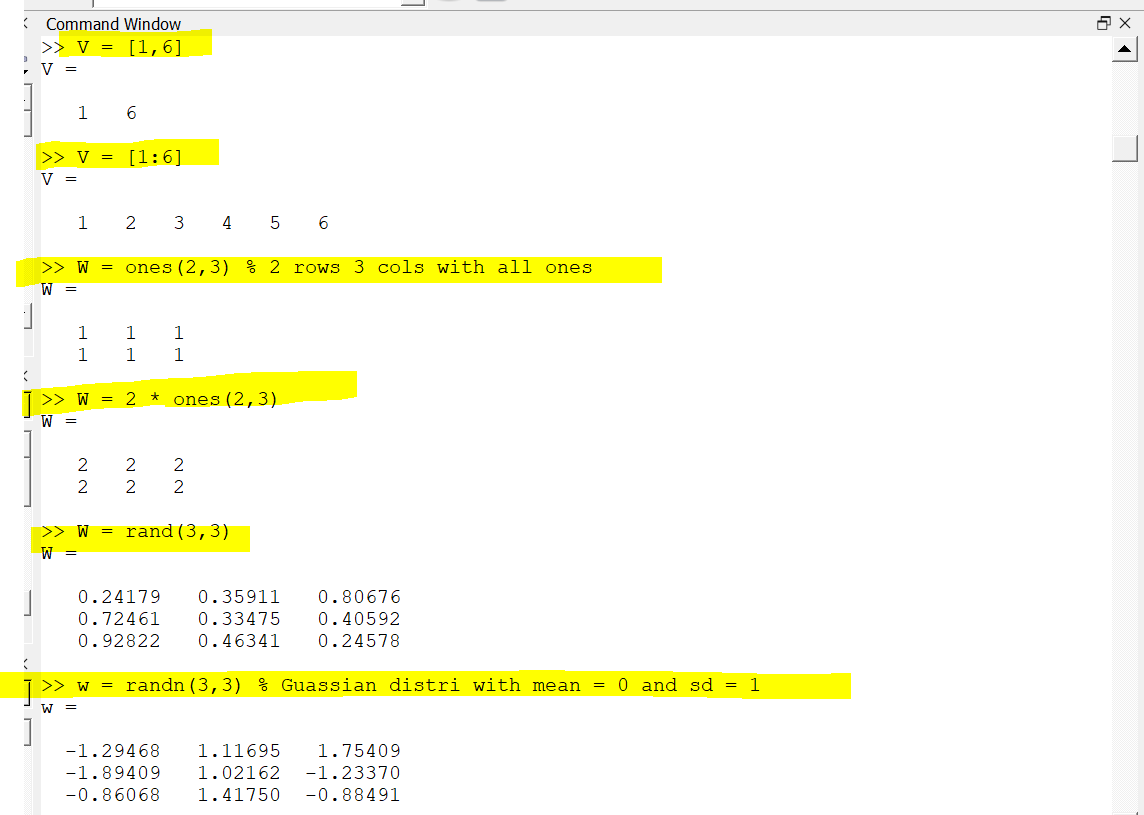 Command Window
>> V = [1,6]
V =
1 6
>> V = [1:6]
V =
1 2 3 4 5 6
>> W = ones(2,3) % 2 rows 3 cols with all ones
W =
1 1 1
1 1 1
>> W = 2 * ones(2,3)
W =
2 2 2
2 2 2
>> W = rand(3,3)
W =
0.24179 0.35911 0.80676
0.72461 0.33475 0.40592
0.92822 0.46341 0.24578
>> w = randn(3,3) % Guassian distri with mean = 0 and sd = 1
w =
-1.29468 1.11695 1.75409
-1.89409 1.02162 -1.23370
-0.86068 1.41750 -0.88491